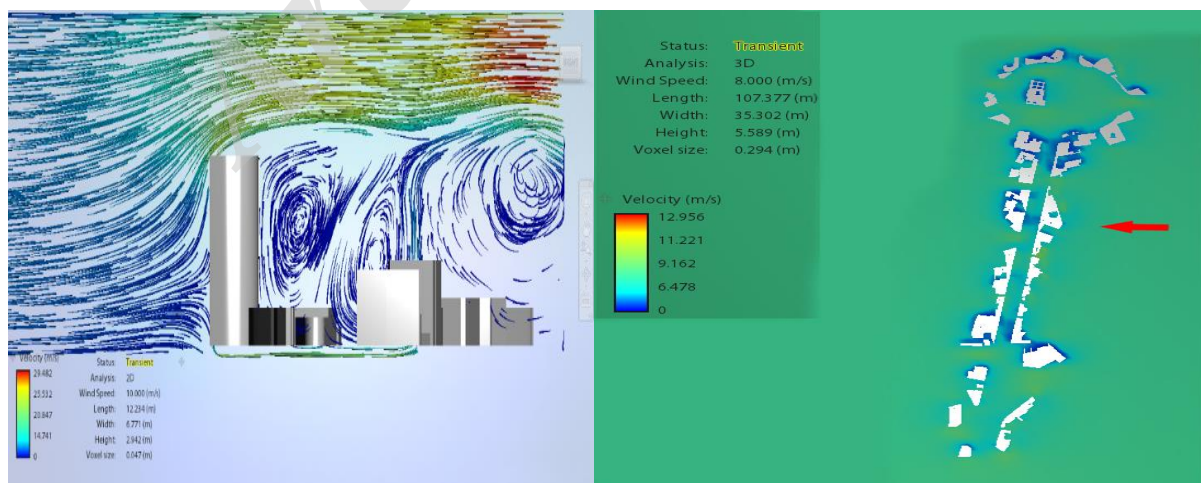 Velocity (m/s)
29.482
25.532
20.847
14.741
0
Status: Transient
Analysis: 2D
Wind Speed: 10.000 (m/s)
Length: 12.234 (m)
Width: 6.771 (m)
Height: 2.942 (m)
Voxel size: 0.047 (m)
Status: Transient
Analysis: 3D
Wind Speed: 8.000 (m/s)
Length: 107.377 (m)
Width: 35.302 (m)
Height: 5.589 (m)
Voxel size: 0.294 (m)
Velocity (m/s)
12.956
11.221
9.162
6.478
0